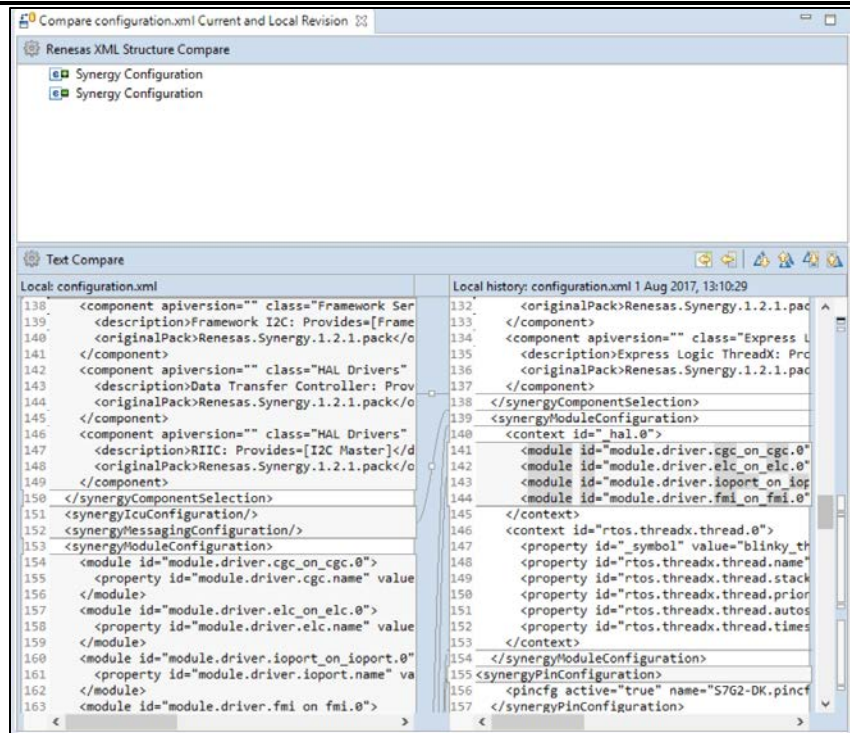 Compare configuration.xml Current and Local Revision
Renesas XML Structure Compare
Synergy Configuration
Synergy Configuration
Text Compare
Local: configuration.xml
138 <component apiversion="" class="Framework Ser
139 <description>Framework I2C: Provides=[Frame
140 <originalPack>Renesas.Synergy.1.2.1.pack</o
141 </component>
142 <component apiversion="" class="HAL Drivers"
143 <description>Data Transfer Controller: Prov
144 <originalPack>Renesas.Synergy.1.2.1.pack</o
145 </component>
146 <component apiversion="" class="HAL Drivers"
147 <description>RIIC: Provides=[I2C Master]</d
148 <originalPack>Renesas.Synergy.1.2.1.pack</o
149 </component>
150 </synergyComponentSelection>
151 <synergyIcuConfiguration/>
152 <synergyMessagingConfiguration/>
153 <synergyModuleConfiguration>
154 <module id="module.driver.cgc_on_cgc.0">
155 <property id="module.driver.cgc.name" value
156 </module>
157 <module id="module.driver.elc_on_elc.0">
158 <property id="module.driver.elc.name" value
159 </module>
160 <module id="module.driver.ioport_on_ioport.0"
161 <property id="module.driver.ioport.name" va
162 </module>
163 <module id="module.driver.fmi_on_fmi.0">
Local history: configuration.xml 1 Aug 2017, 13:10:29
132 <originalPack>Renesas.Synergy.1.2.1.pac
133 </component>
134 <component apiversion="" class="Express L
135 <description>Express Logic ThreadX: Pro
136 <originalPack>Renesas.Synergy.1.2.1.pac
137 </component>
138 </synergyComponentSelection>
139 <synergyModuleConfiguration>
140 <context id="_hal.0">
141 <module id="module.driver.cgc_on_cgc.0"
142 <module id="module.driver.elc_on_elc.0"
143 <module id="module.driver.ioport_on_iop
144 <module id="module.driver.fmi_on_fmi.0"
145 </context>
146 <context id="rtos.threadx.thread.0">
147 <property id="_symbol" value="blinky_th
148 <property id="rtos.threadx.thread.name"
149 <property id="rtos.threadx.thread.stack
150 <property id="rtos.threadx.thread.prior
151 <property id="rtos.threadx.thread.autos
152 <property id="rtos.threadx.thread.times
153 </context>
154 </synergyModuleConfiguration>
155 <synergyPinConfiguration>
156 <pincfg active="true" name="S7G2-DK.pincf
157 </synergyPinConfiguration>